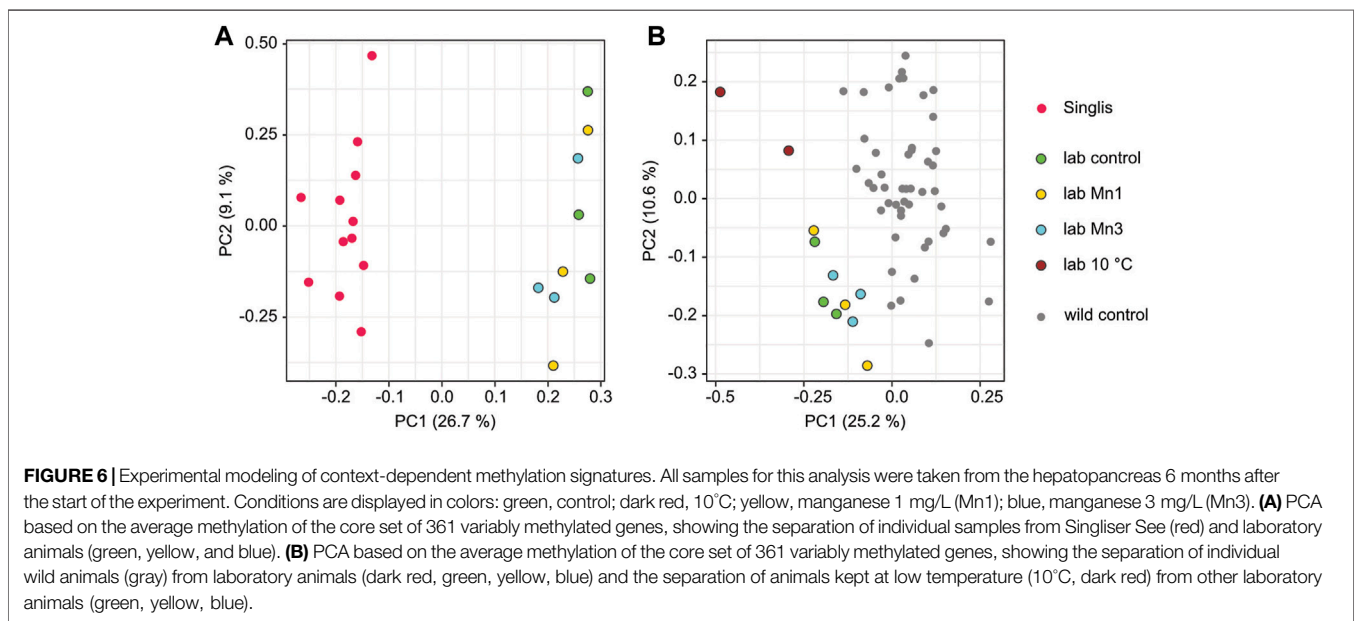 A
B
0.50
0.25
0.00
-0.25
PC2 (9.1 %)
-0.2
-0.1
0.0
0.1
0.2
0.3
PC1 (26.7 %)
0.2
0.1
0.0
-0.1
-0.2
-0.3
PC2 (10.6 %)
-0.5
-0.25
0.0
0.25
PC1 (25.2 %)
Singlis
lab control
lab Mn1
lab Mn3
lab 10 °C
wild control
FIGURE 6 | Experimental modeling of context-dependent methylation signatures. All samples for this analysis were taken from the hepatopancreas 6 months after
the start of the experiment. Conditions are displayed in colors: green, control; dark red, 10°C; yellow, manganese 1 mg/L (Mn1); blue, manganese 3 mg/L (Mn3). (A) PCA
based on the average methylation of the core set of 361 variably methylated genes, showing the separation of individual samples from Singliser See (red) and laboratory
animals (green, yellow, and blue). (B) PCA based on the average methylation of the core set of 361 variably methylated genes, showing the separation of individual
wild animals (gray) from laboratory animals (dark red, green, yellow, blue) and the separation of animals kept at low temperature (10°C, dark red) from other laboratory
animals (green, yellow, blue).